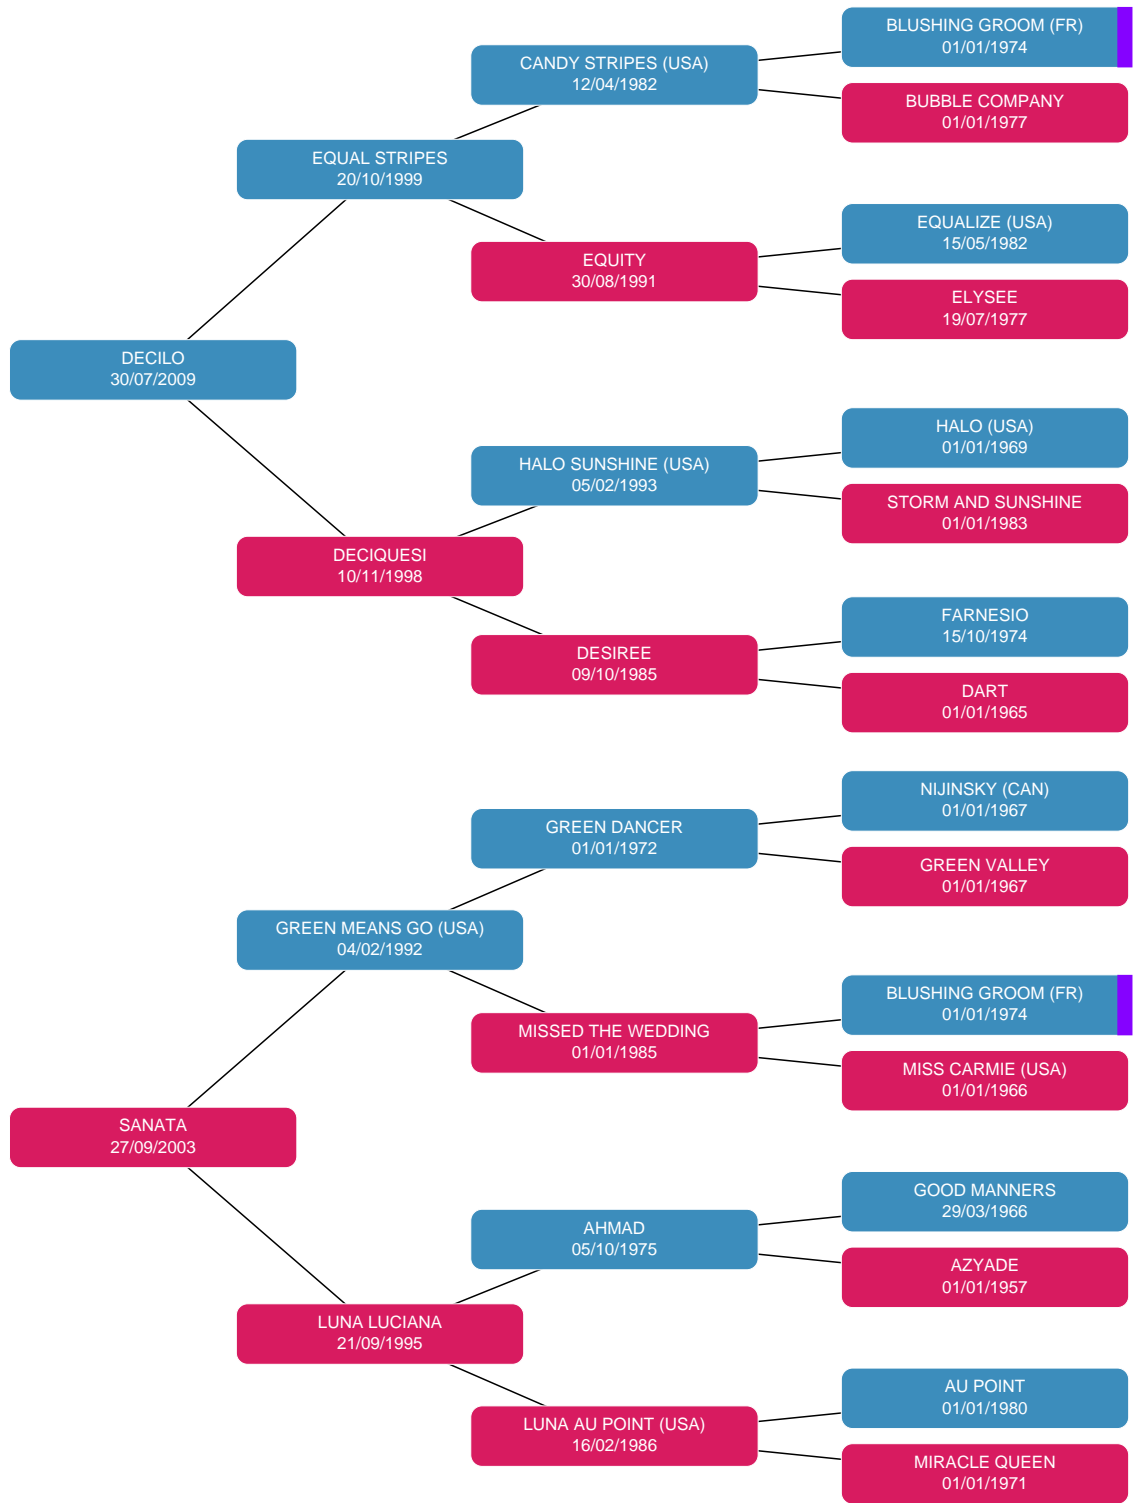 BLUSHING GROOM (FR)
01/01/1974
CANDY STRIPES (USA)
12/04/1982
BUBBLE COMPANY
01/01/1977
EQUAL STRIPES
20/10/1999
EQUALIZE (USA)
15/05/1982
EQUITY
30/08/1991
ELYSEE
19/07/1977
DECILO
30/07/2009
HALO (USA)
01/01/1969
HALO SUNSHINE (USA)
05/02/1993
STORM AND SUNSHINE
01/01/1983
DECIQUESI
10/11/1998
FARNESIO
15/10/1974
DESIREE
09/10/1985
DART
01/01/1965
NIJINSKY (CAN)
01/01/1967
GREEN DANCER
01/01/1972
GREEN VALLEY
01/01/1967
GREEN MEANS GO (USA)
04/02/1992
BLUSHING GROOM (FR)
01/01/1974
MISSED THE WEDDING
01/01/1985
MISS CARMIE (USA)
01/01/1966
SANATA
27/09/2003
GOOD MANNERS
29/03/1966
AHMAD
05/10/1975
AZYADE
01/01/1957
LUNA LUCIANA
21/09/1995
AU POINT
01/01/1980
LUNA AU POINT (USA)
16/02/1986
MIRACLE QUEEN
01/01/1971